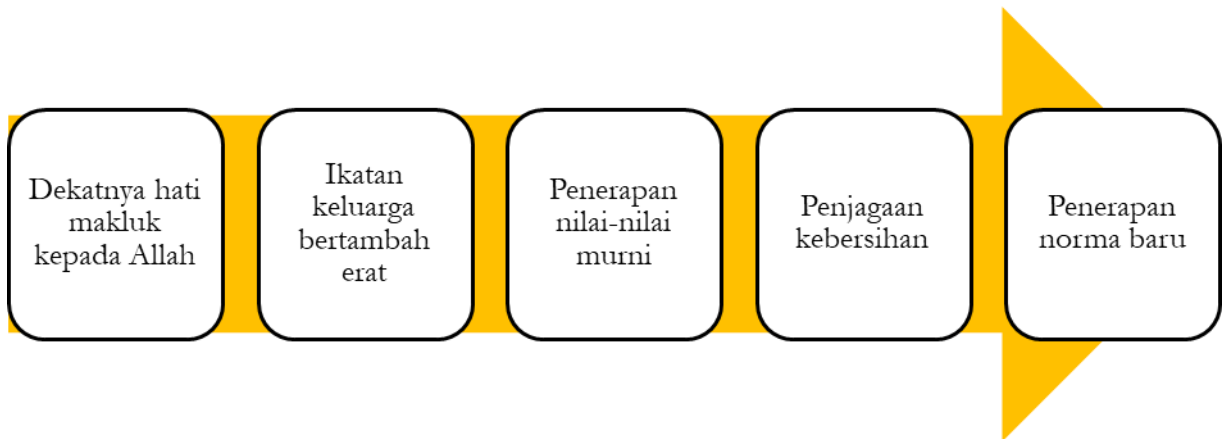 Dekatnya hati
makluk
kepada Allah
Ikatan
keluarga
bertambah
erat
Penerapan
nilai-nilai
murni
Penjagaan
kebersihan
Penerapan
norma baru